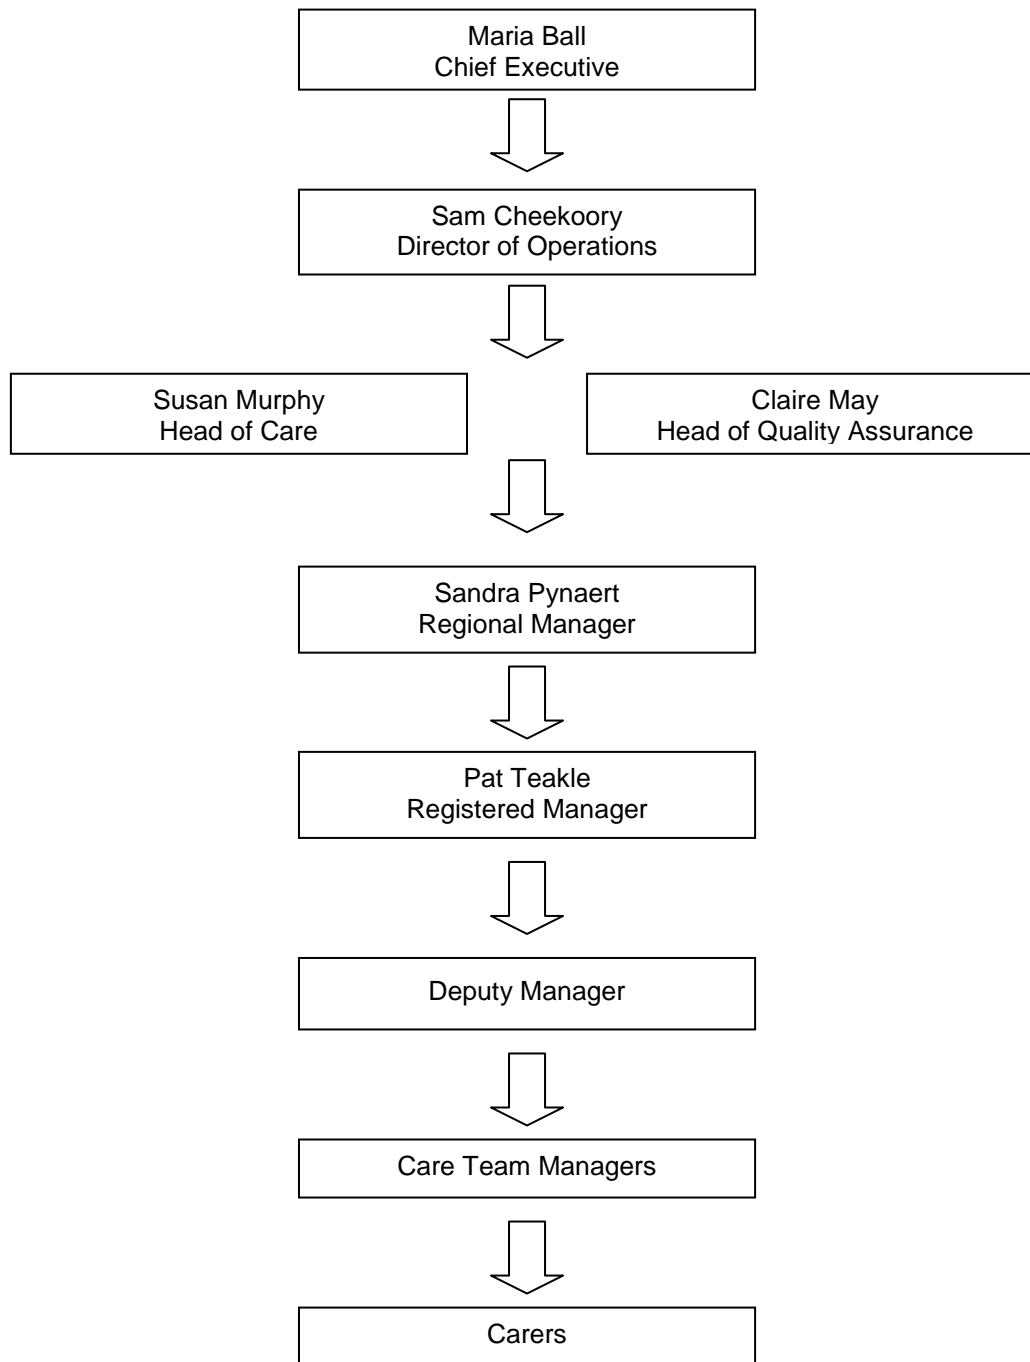 Maria Ball
Chief Executive
Sam Cheekoory
Director of Operations
Susan Murphy
Head of Care
Claire May
Head of Quality Assurance
Sandra Pynaert
Regional Manager
Pat Teakle
Registered Manager
Deputy Manager
Care Team Managers
Carers